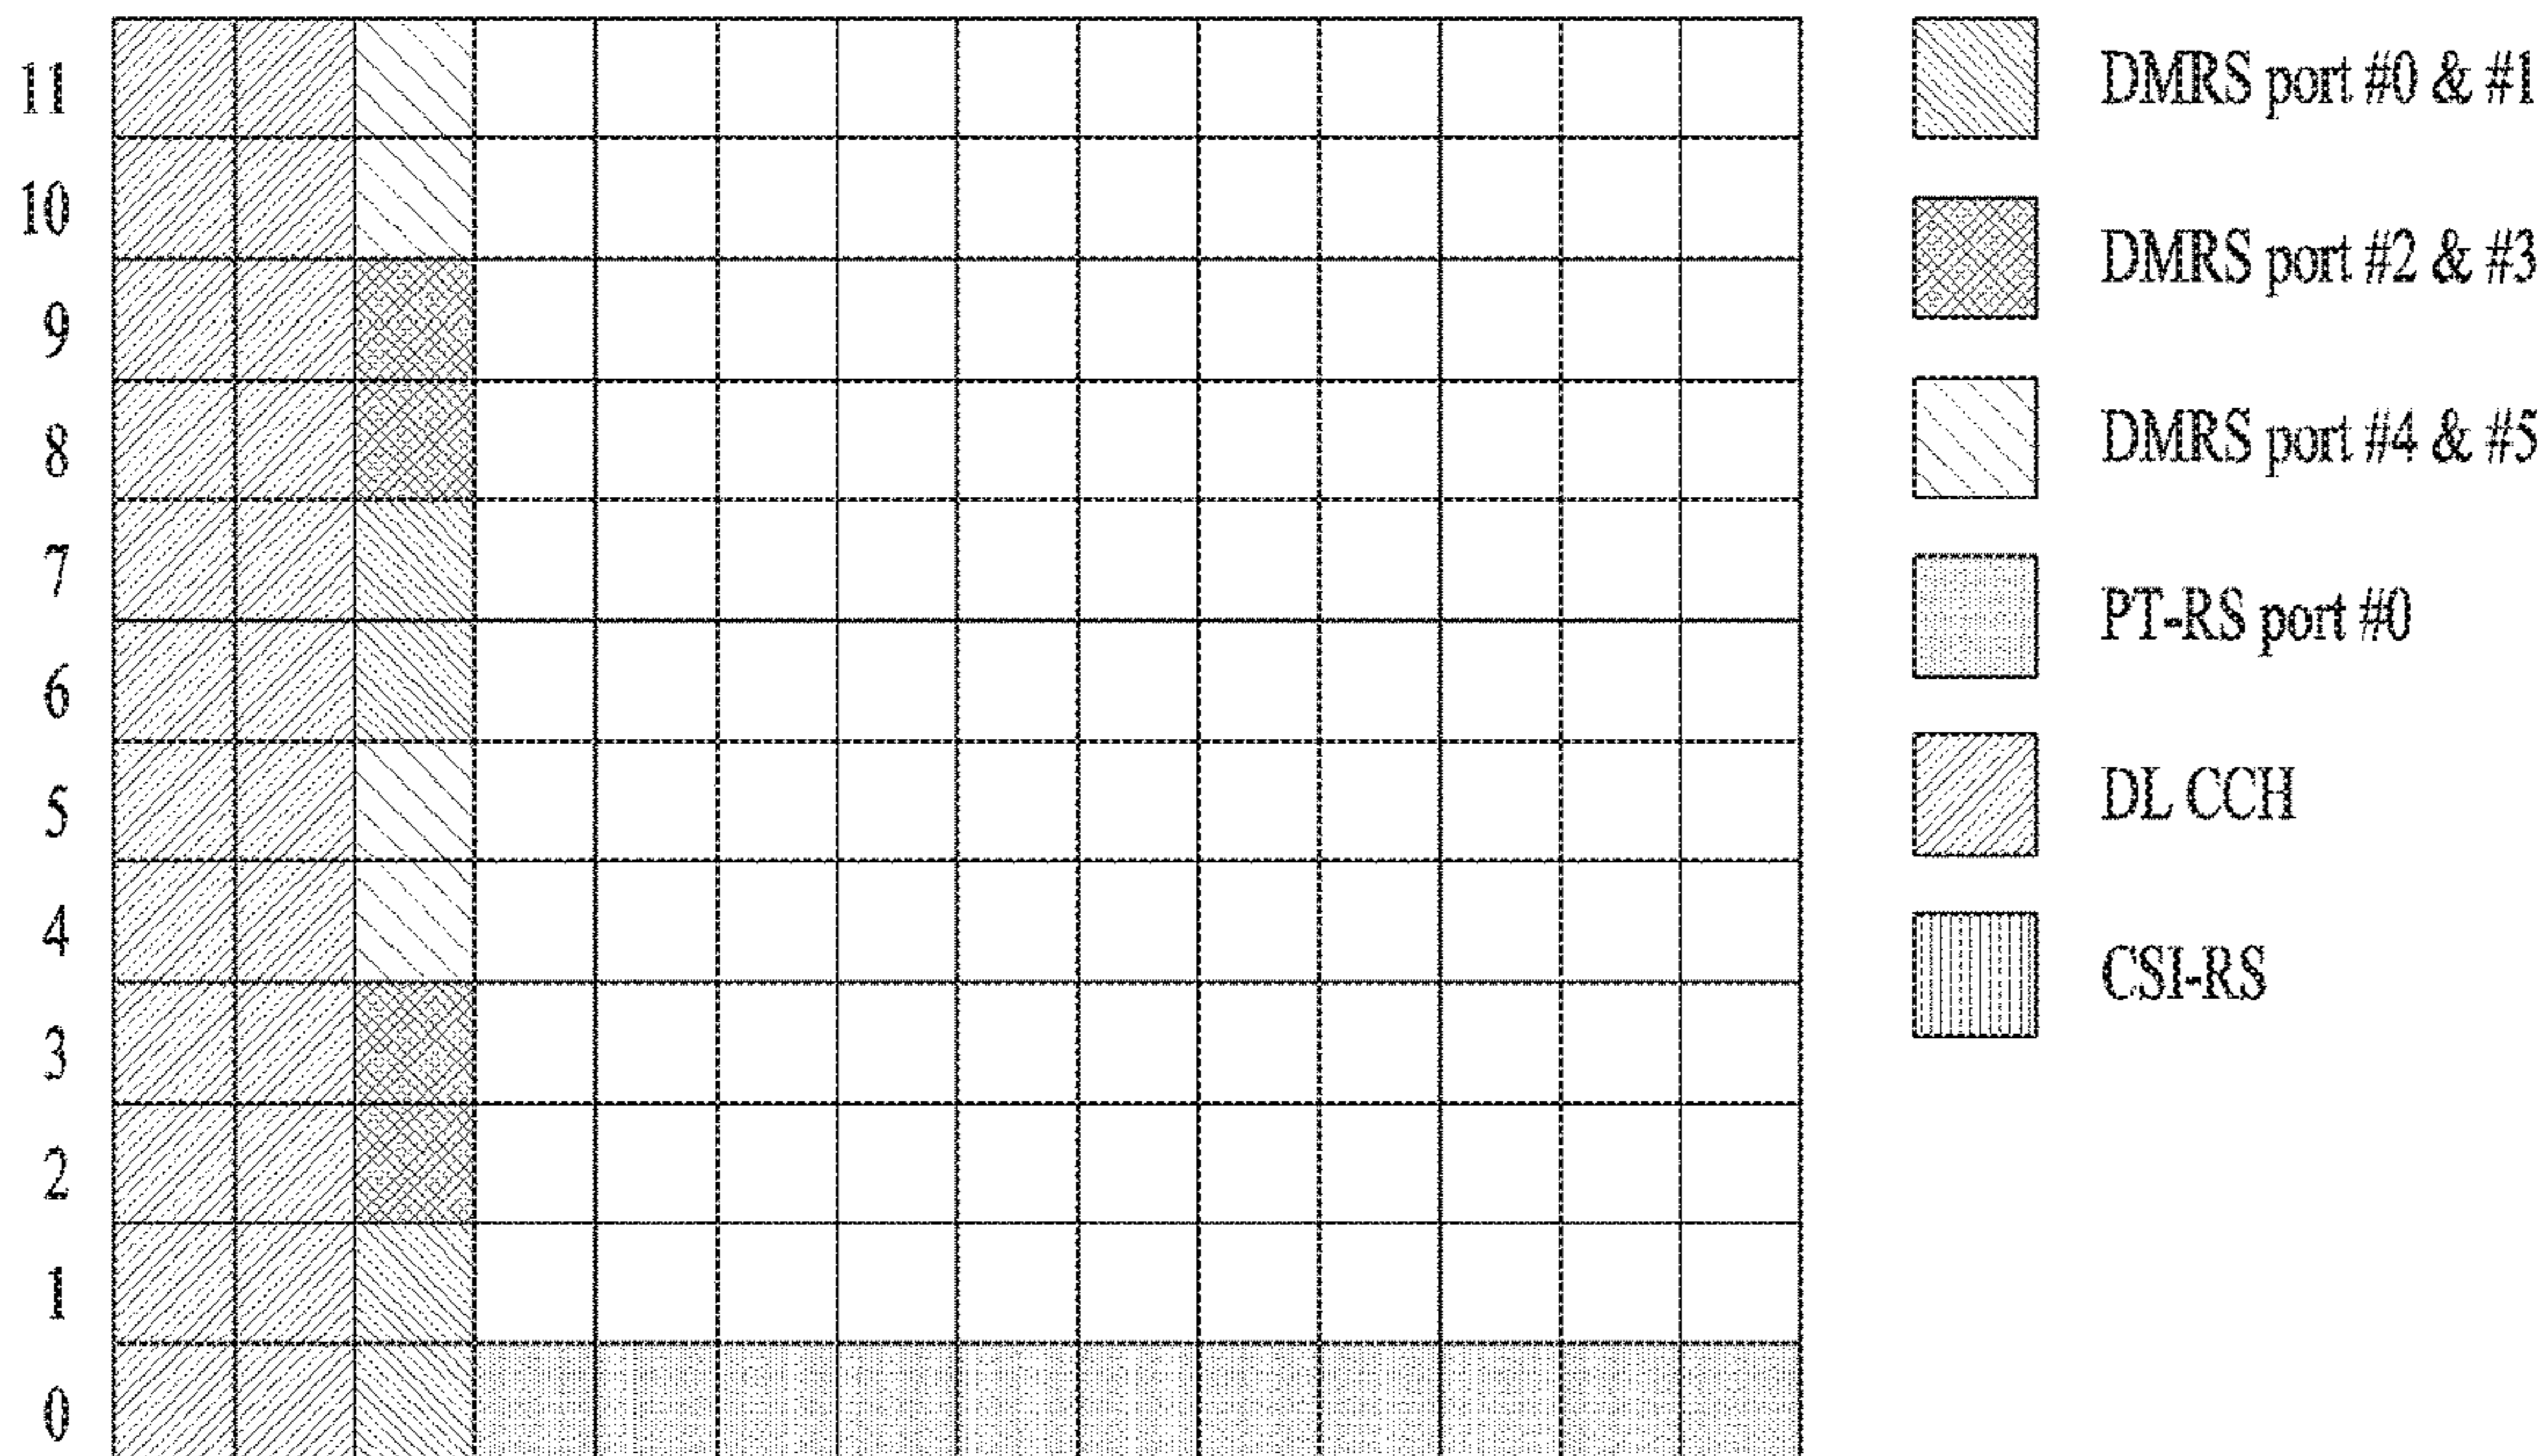 11
10
9
8
7
6
5
4
3
2
1
0
DMRS port #0 & #1
DMRS port #2 & #3
DMRS port #4 & #5
PT-RS port #0
DL CCH
CSI-RS